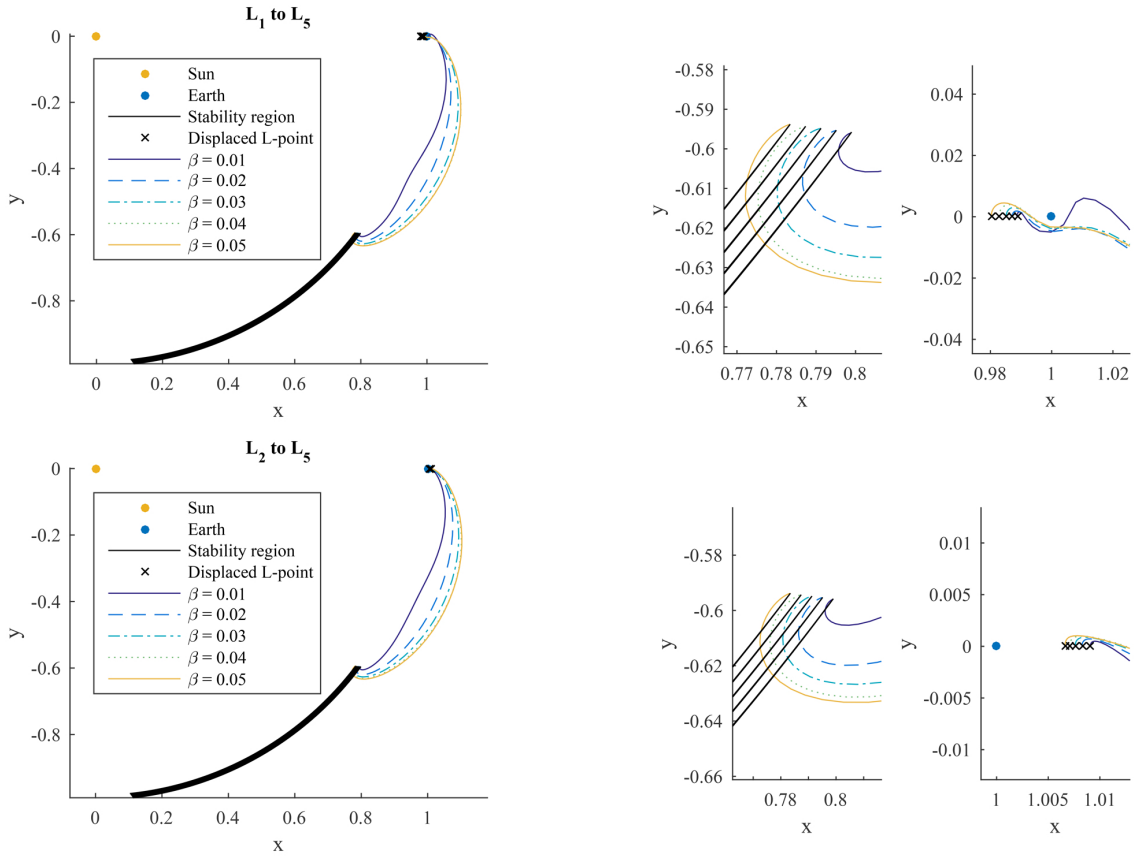 L1 to L5
0
-0.2
-0.4
-0.6
-0.8
y
Sun
Earth
Stability region
Displaced L-point
β = 0.01
β = 0.02
β = 0.03
β = 0.04
β = 0.05
0 0.2 0.4 0.6 0.8 1
x
-0.58
-0.59
-0.6
-0.61
-0.62
-0.63
-0.64
-0.65
y
0.77 0.78 0.79 0.8
x
0.04
0.02
0
-0.02
-0.04
y
0.98 1 1.02
x
L2 to L5
0
-0.2
-0.4
-0.6
-0.8
y
Sun
Earth
Stability region
Displaced L-point
β = 0.01
β = 0.02
β = 0.03
β = 0.04
β = 0.05
0 0.2 0.4 0.6 0.8 1
x
-0.58
-0.6
-0.62
-0.64
-0.66
y
0.78 0.8
x
0.01
0.005
0
-0.005
-0.01
y
1 1.005 1.01
x